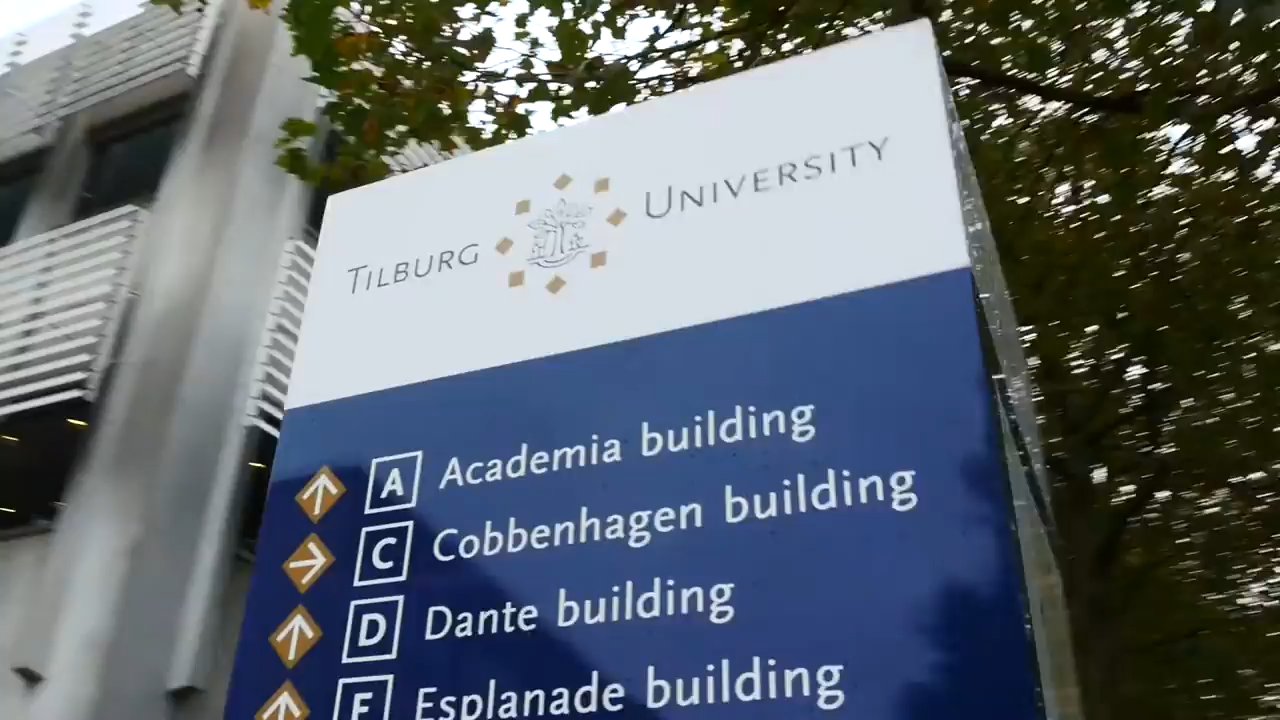 TILBURG UNIVERSITY
A Academia building
C Cobbenhagen building
D Dante building
E Esplanade building